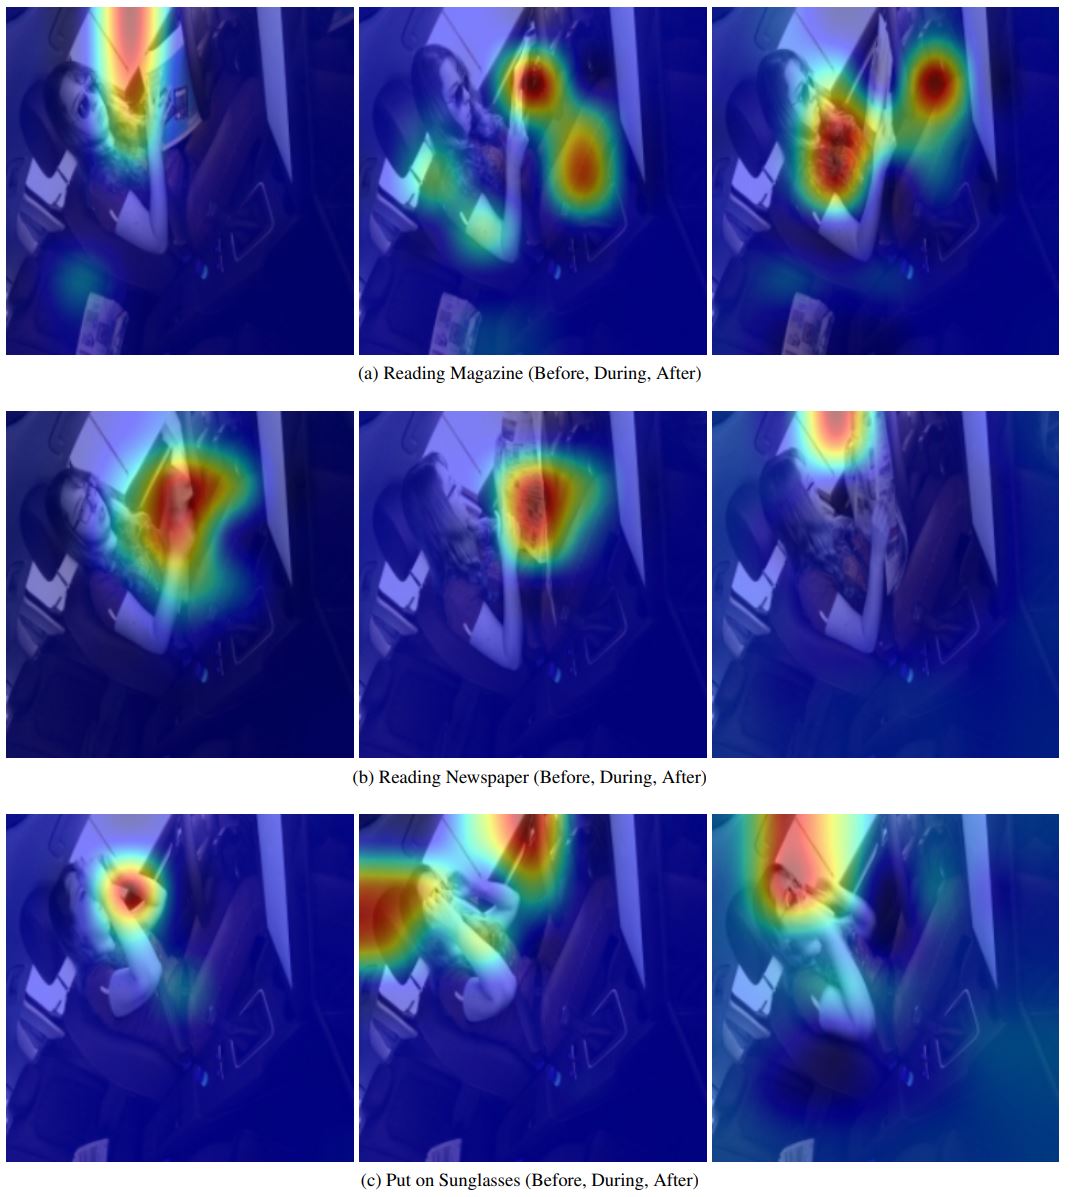 (a) Reading Magazine (Before, During, After)
(b) Reading Newspaper (Before, During, After)
(c) Put on Sunglasses (Before, During, After)